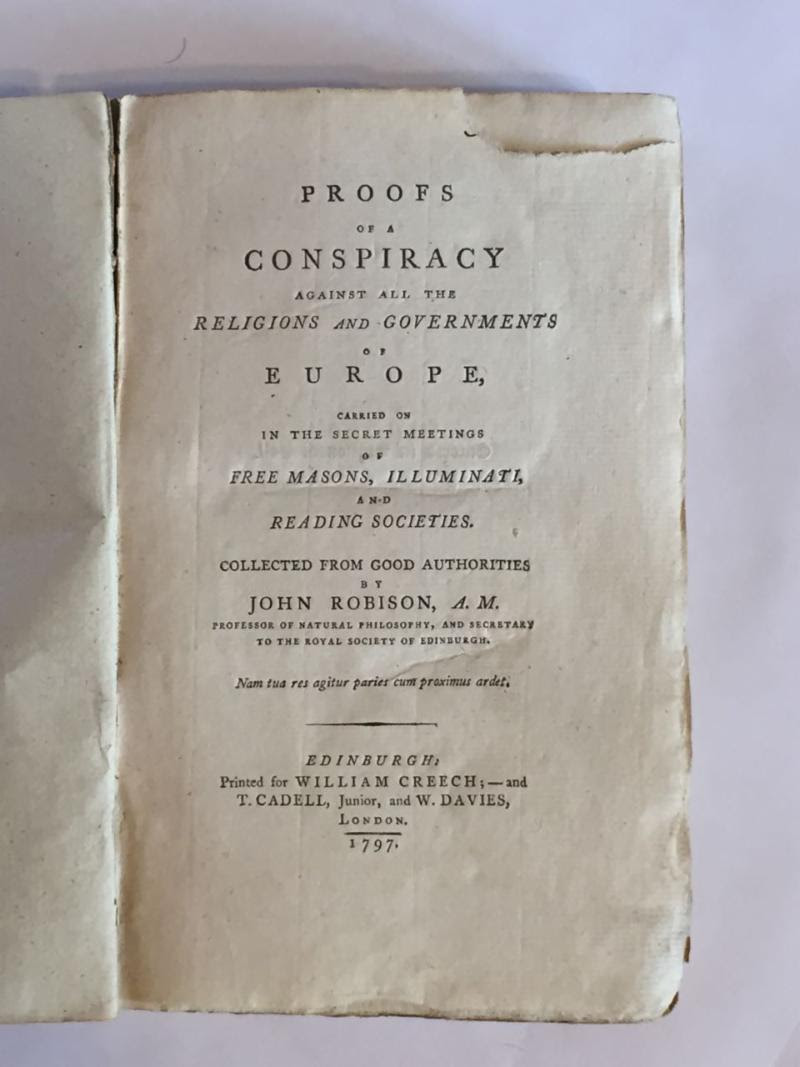 PROOFS
OF A
CONSPIRACY
AGAINST ALL THE
RELIGIONS AND GOVERNMENTS
OF
EUROPE,
CARRIED ON
IN THE SECRET MEETINGS
OF
FREE MASONS, ILLUMINATI,
AND
READING SOCIETIES.
COLLECTED FROM GOOD AUTHORITIES
BY
JOHN ROBISON, A. M.
PROFESSOR OF NATURAL PHILOSOPHY, AND SECRETARY
TO THE ROYAL SOCIETY OF EDINBURGH.
Nam tua res agitur paries cum proximus ardet.
EDINBURGH:
Printed for WILLIAM CREECH;—and
T. CADELL, Junior, and W. DAVIES,
LONDON.
1797.